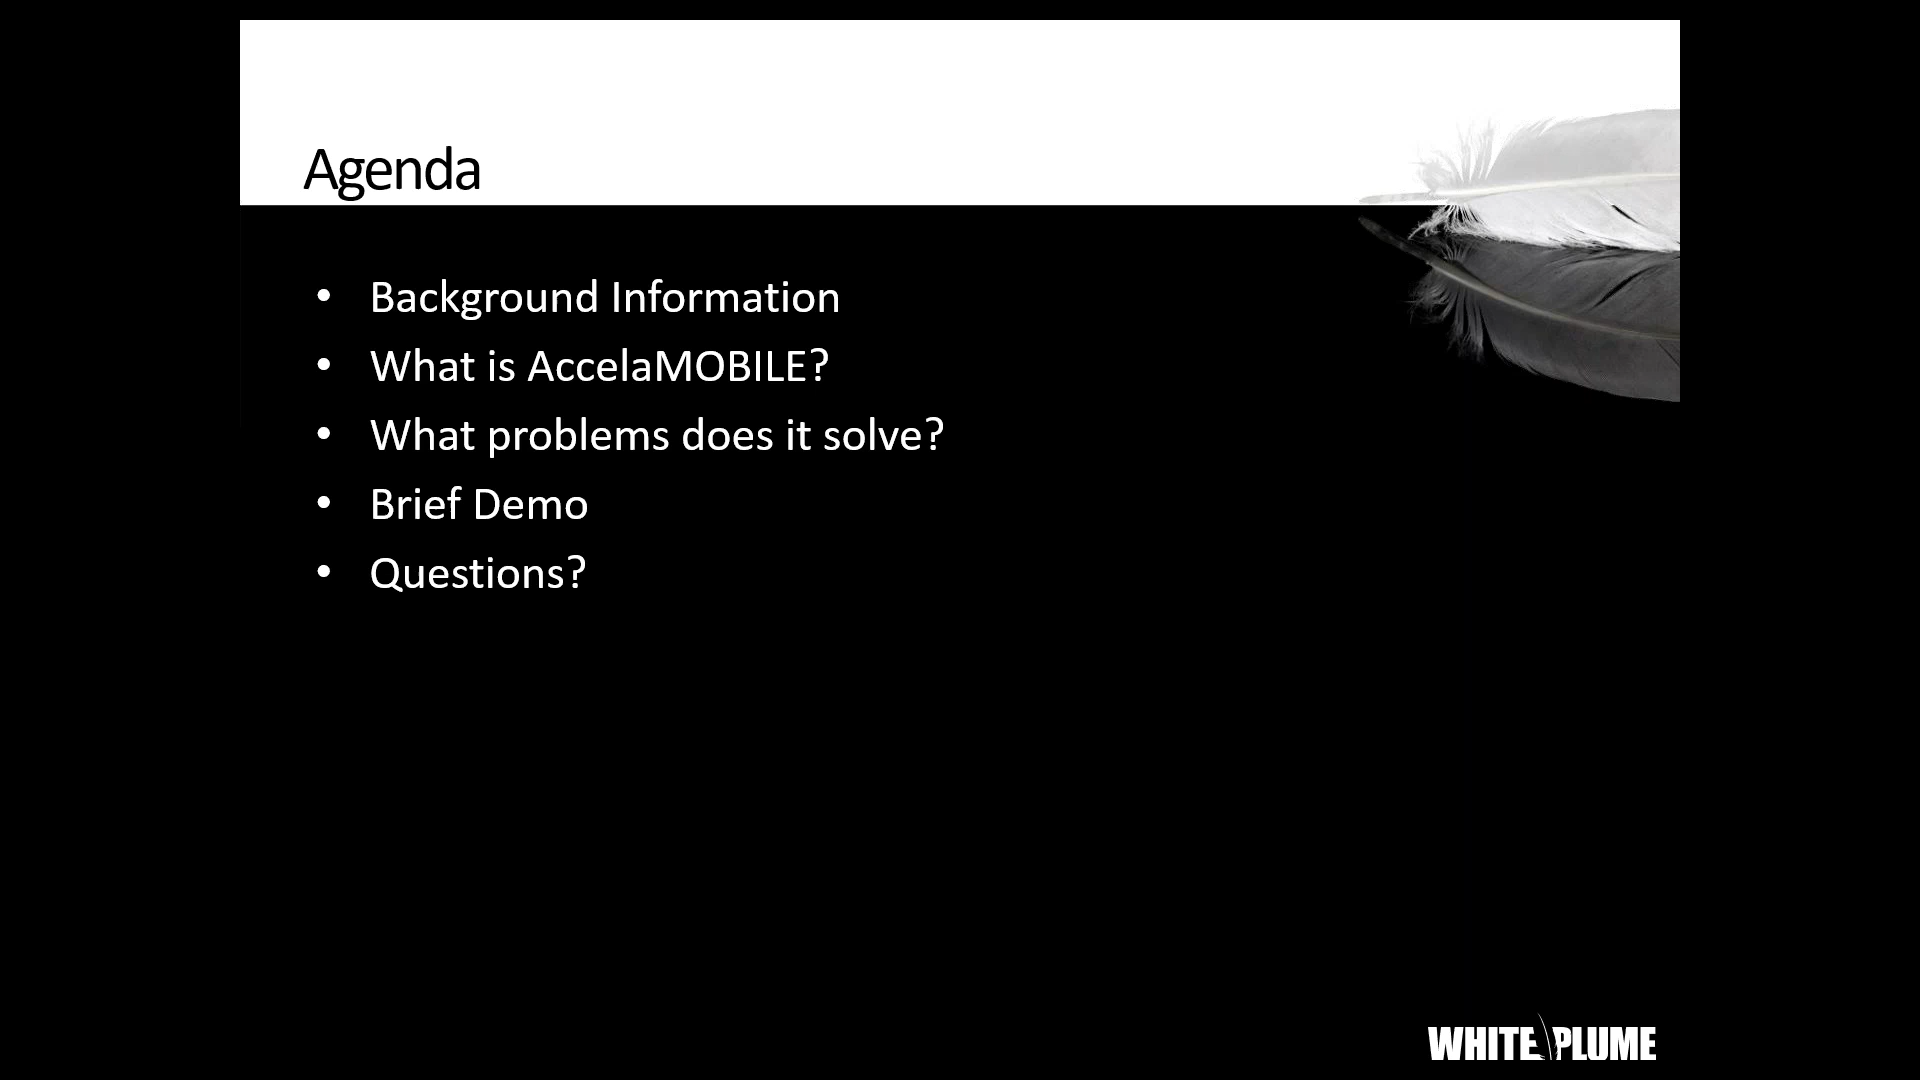 Agenda
• Background Information
• What is AccelaMOBILE?
• What problems does it solve?
• Brief Demo
• Questions?
WHITE PLUME